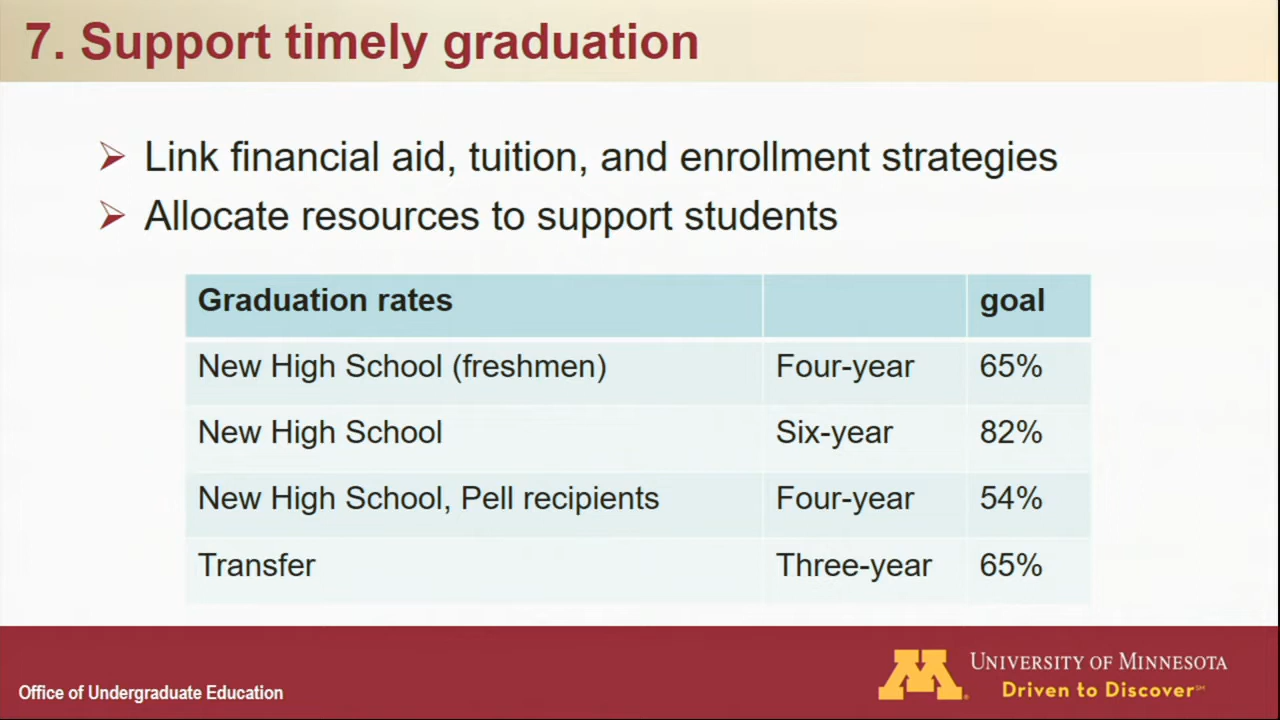 7. Support timely graduation
Link financial aid, tuition, and enrollment strategies
Allocate resources to support students
Graduation rates goal
New High School (freshmen) Four-year 65%
New High School Six-year 82%
New High School, Pell recipients Four-year 54%
Transfer Three-year 65%
Office of Undergraduate Education
M®
UNIVERSITY OF MINNESOTA
Driven to Discover℠